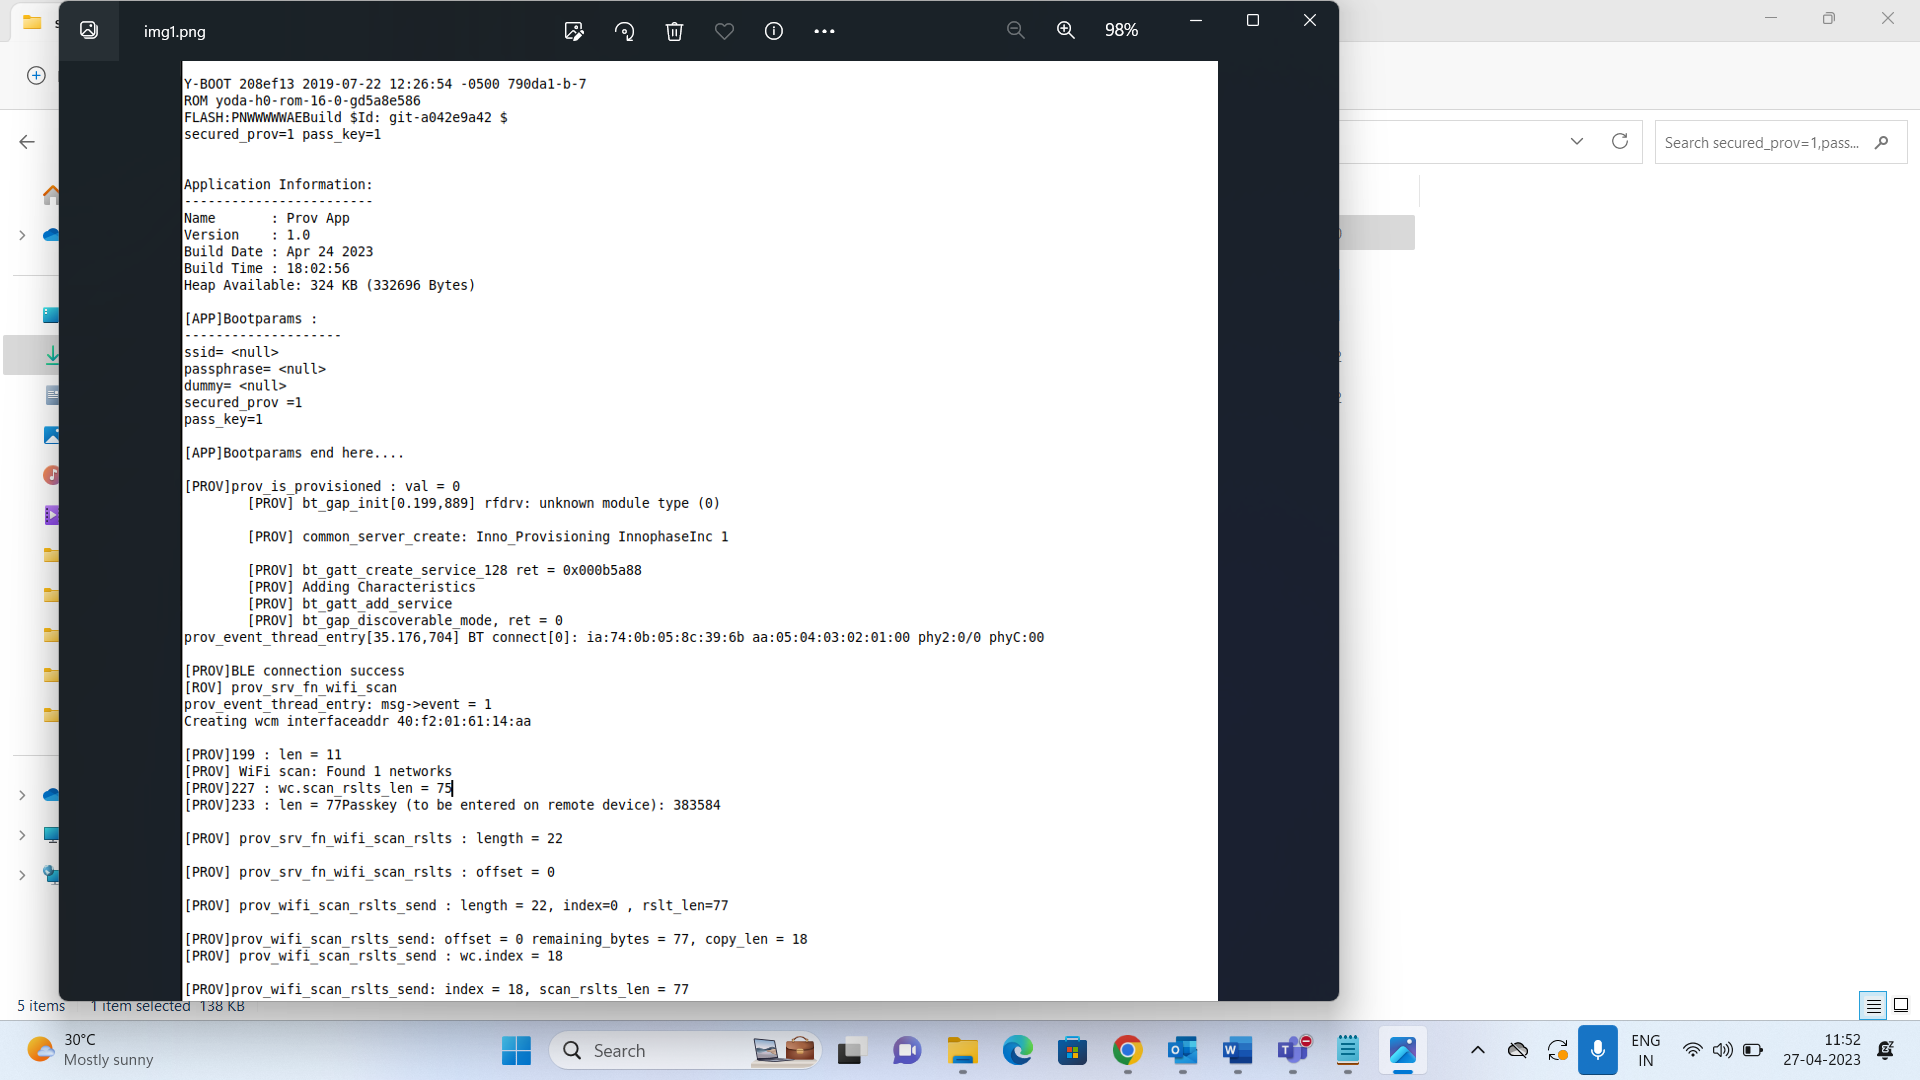 img1.png
98%
Y-BOOT 208ef13 2019-07-22 12:26:54 -0500 790da1-b-7
ROM yoda-h0-rom-16-0-gd5a8e586
FLASH:PNWWWWWAEBuild $Id: git-a042e9a42 $
secured_prov=1 pass_key=1
Search secured_prov=1,pass...
Application Information:
------------------------
Name       : Prov App
Version    : 1.0
Build Date : Apr 24 2023
Build Time : 18:02:56
Heap Available: 324 KB (332696 Bytes)
[APP]Bootparams :
--------------------
ssid= <null>
passphrase= <null>
dummy= <null>
secured_prov =1
pass_key=1
[APP]Bootparams end here....
[PROV]prov_is_provisioned : val = 0
[PROV] bt_gap_init[0.199,889] rfdrv: unknown module type (0)
[PROV] common_server_create: Inno_Provisioning InnophaseInc 1
[PROV] bt_gatt_create_service_128 ret = 0x000b5a88
[PROV] Adding Characteristics
[PROV] bt_gatt_add_service
[PROV] bt_gap_discoverable_mode, ret = 0
prov_event_thread_entry[35.176,704] BT connect[0]: ia:74:0b:05:8c:39:6b aa:05:04:03:02:01:00 phy2:0/0 phyC:00
[PROV]BLE connection success
[ROV] prov_srv_fn_wifi_scan
prov_event_thread_entry: msg->event = 1
Creating wcm interfaceaddr 40:f2:01:61:14:aa
[PROV]199 : len = 11
[PROV] WiFi scan: Found 1 networks
[PROV]227 : wc.scan_rslts_len = 75
[PROV]233 : len = 77Passkey (to be entered on remote device): 383584
[PROV] prov_srv_fn_wifi_scan_rslts : length = 22
[PROV] prov_srv_fn_wifi_scan_rslts : offset = 0
[PROV] prov_wifi_scan_rslts_send : length = 22, index=0 , rslt_len=77
[PROV]prov_wifi_scan_rslts_send: offset = 0 remaining_bytes = 77, copy_len = 18
[PROV] prov_wifi_scan_rslts_send : wc.index = 18
[PROV]prov_wifi_scan_rslts_send: index = 18, scan_rslts_len = 77
5 items
1 item selected 138 KB
30°C
Mostly sunny
Search
ENG
IN
11:52
27-04-2023